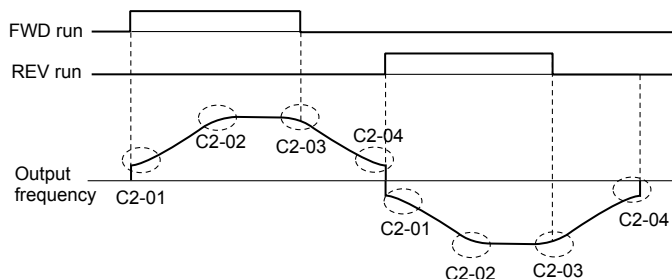 FWD run
REV run
C2-02
C2-03
C2-04
Output
frequency
C2-01
C2-01
C2-04
C2-02
C2-03